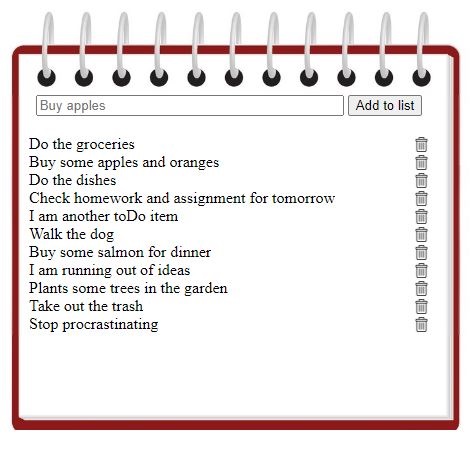 Buy apples Add to list
Do the groceries
Buy some apples and oranges
Do the dishes
Check homework and assignment for tomorrow
I am another toDo item
Walk the dog
Buy some salmon for dinner
I am running out of ideas
Plants some trees in the garden
Take out the trash
Stop procrastinating